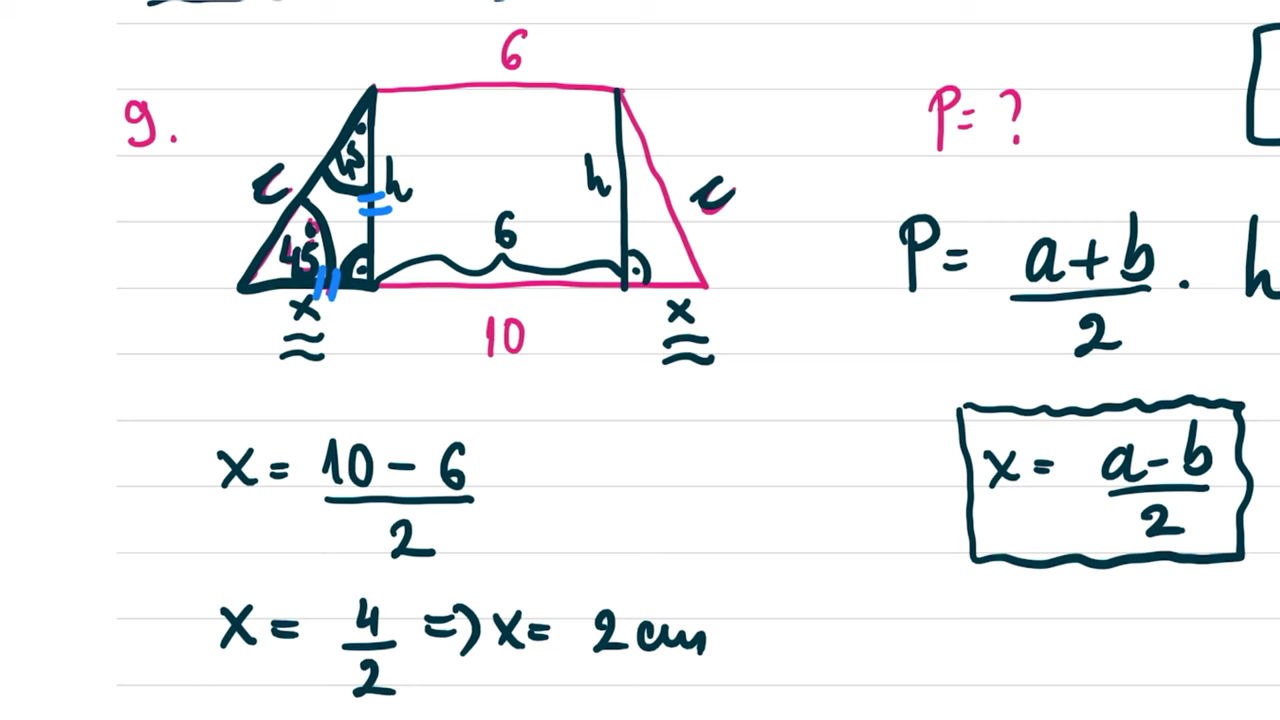 6
9.
P= ?
45°
c
h
h
c
6
45°
P= a+b/2 . h
x
10
x
x = 10 - 6/2
x = a-b/2
x = 4/2 => x = 2 cm